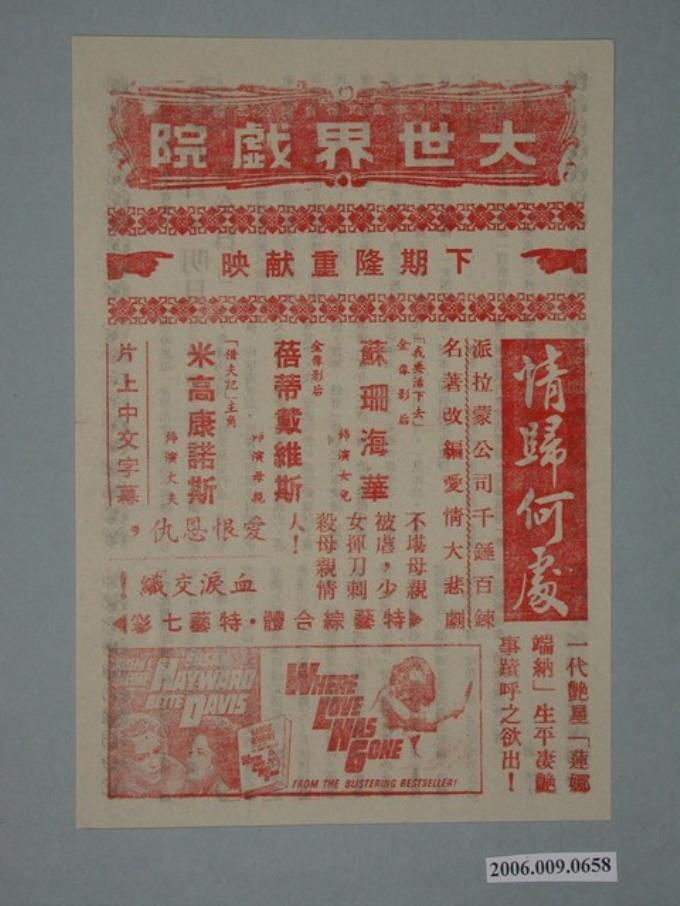 大世界戲院
下期隆重献映
情歸何處
一代艷星「蓮娜
端納」生平凄艷
事蹟呼之欲出！
派拉蒙公司千錘百鍊
名著改編愛情大悲劇
「我要活下去」
金像影后
蘇珊海華
飾演女兒
金像影后
蓓蒂戴維斯
飾演母親
「借夫記」主角
米高康諾斯
飾演丈夫
片上中文字幕
不堪母親
被虐，少
女揮刀刺
殺母親情
人！
愛恨恩仇，
血淚交織！
特藝綜合體・特藝七彩
SUSAN
HAYWARD
BETTE
DAVIS
WHERE
LOVE
HAS
GONE
FROM THE BLISTERING BESTSELLER!
2006.009.0658